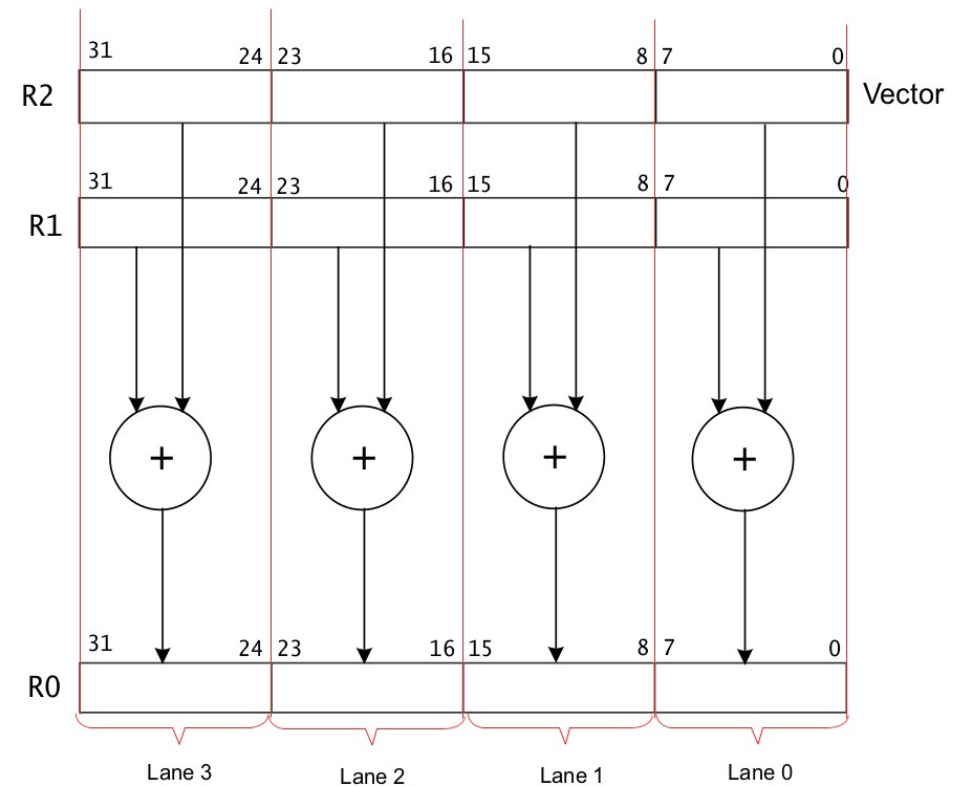 31 24 23 16 15 8 7 0
R2 Vector
31 24 23 16 15 8 7 0
R1
+ + + +
31 24 23 16 15 8 7 0
R0
Lane 3 Lane 2 Lane 1 Lane 0